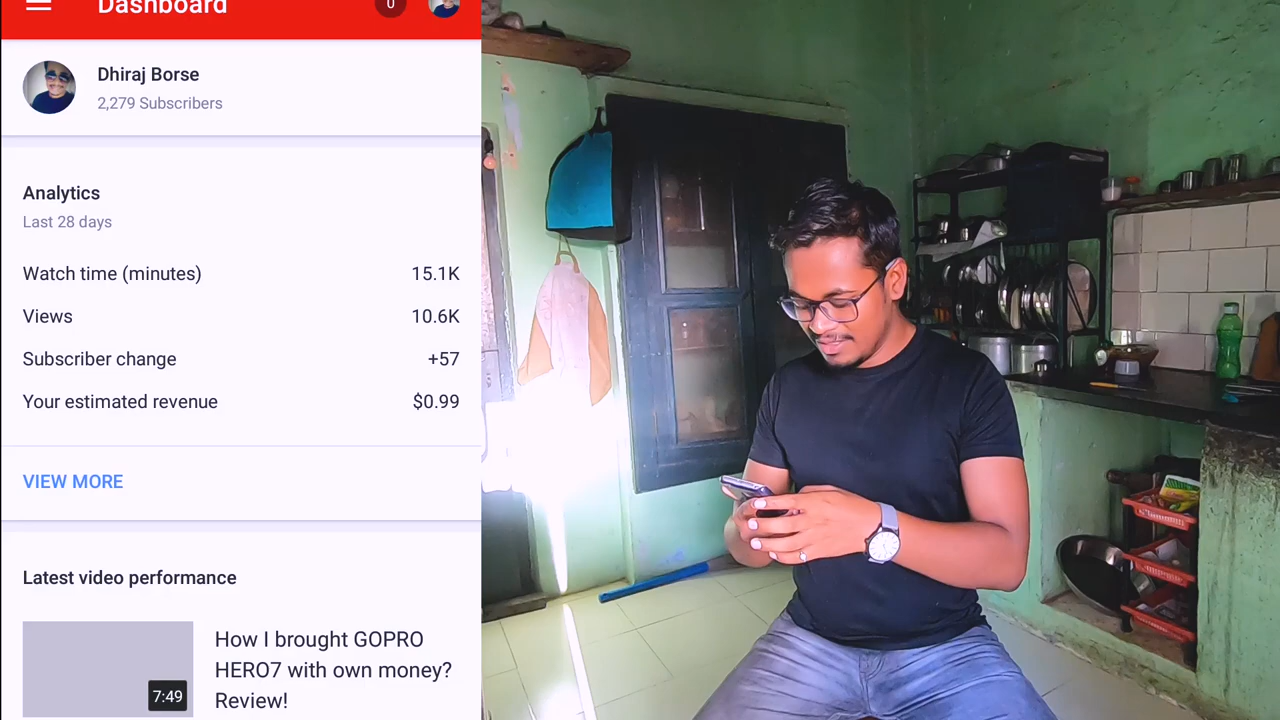 Dashboard
0
Dhiraj Borse
2,279 Subscribers
Analytics
Last 28 days
Watch time (minutes) 15.1K
Views 10.6K
Subscriber change +57
Your estimated revenue $0.99
VIEW MORE
Latest video performance
How I brought GOPRO
HERO7 with own money?
Review!
7:49